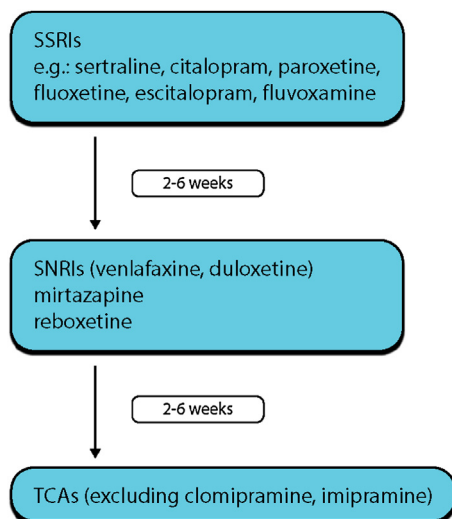 SSRIs
e.g.: sertraline, citalopram, paroxetine,
fluoxetine, escitalopram, fluvoxamine
2-6 weeks
SNRIs (venlafaxine, duloxetine)
mirtazapine
reboxetine
2-6 weeks
TCAs (excluding clomipramine, imipramine)